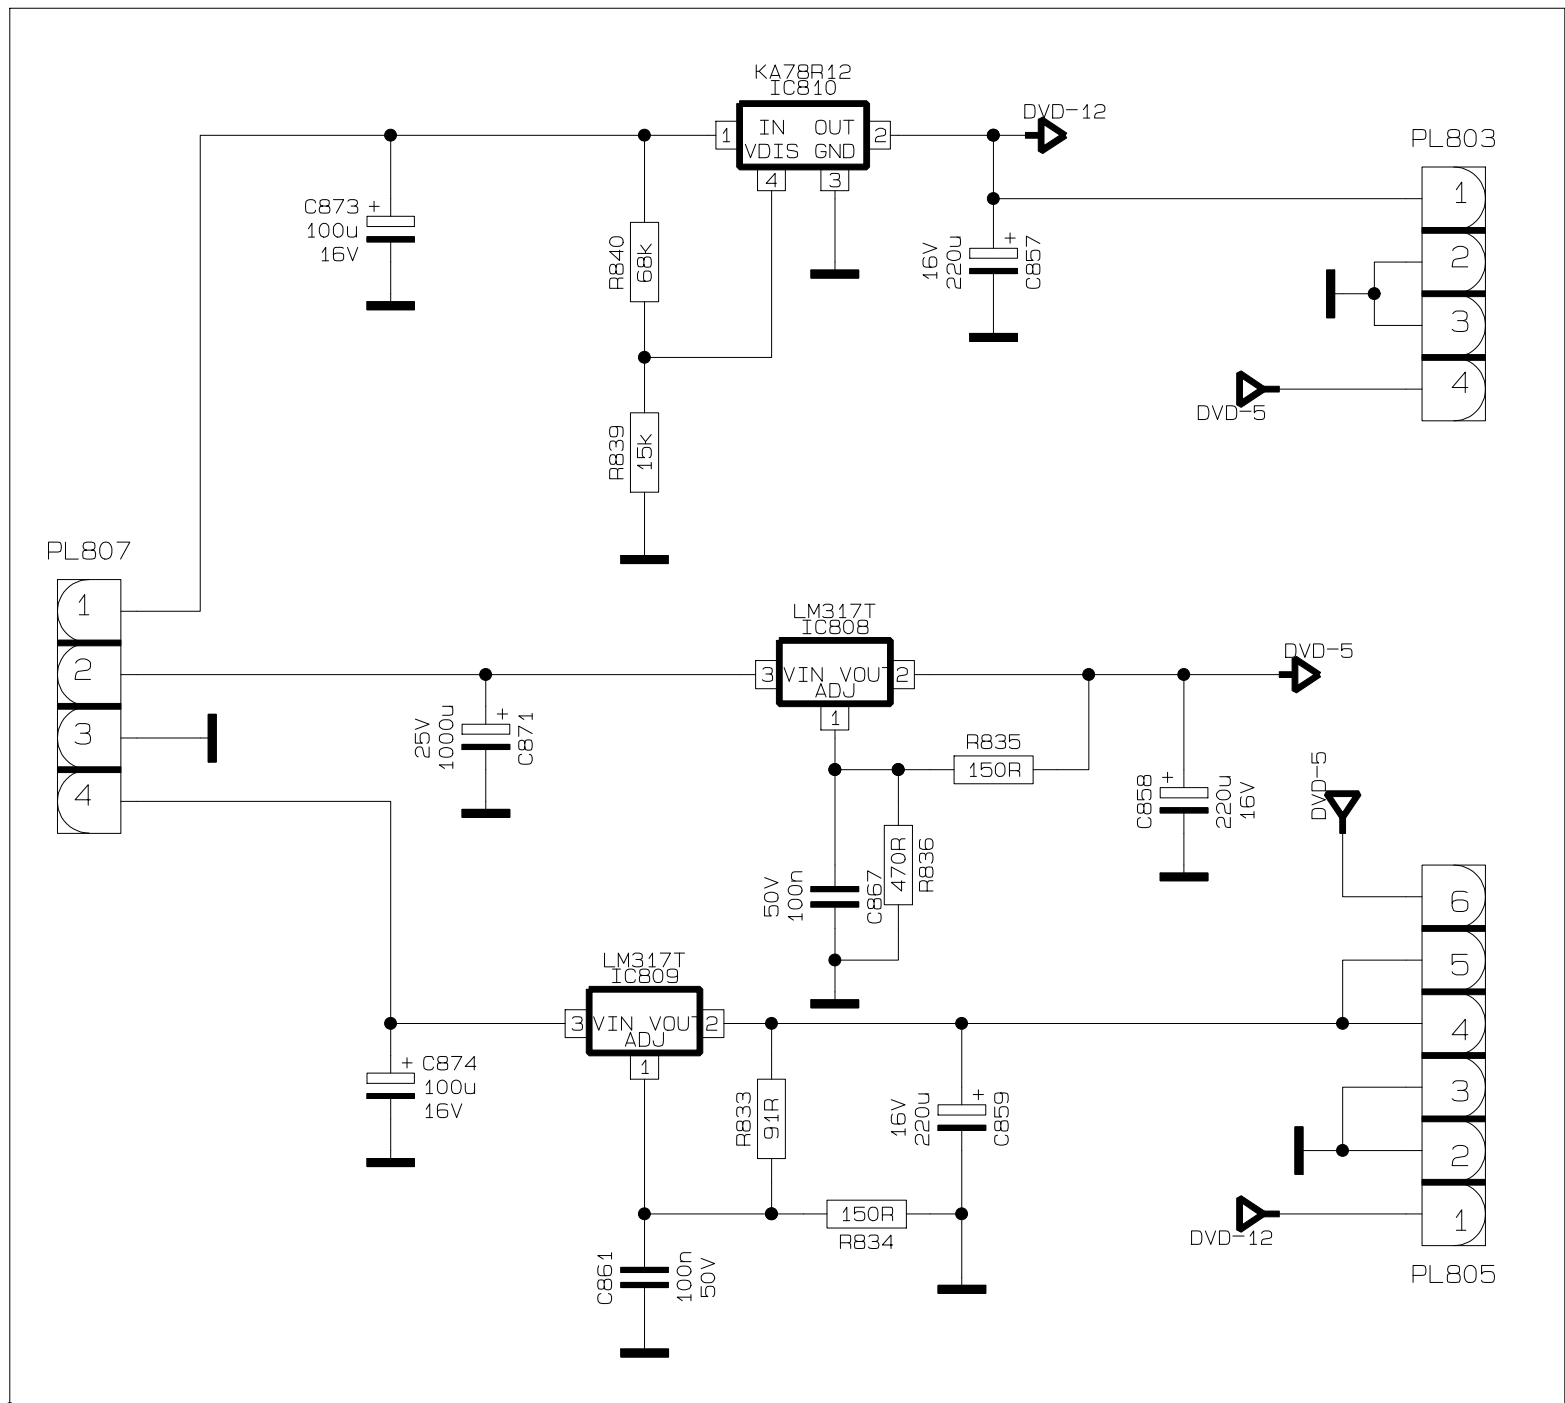 KA78R12
IC810
IN OUT
VDIS GND
1
2
4
3
DVD-12
PL803
1
2
3
4
DVD-5
C873 +
100u
16V
R840
68K
R839
15K
16V
220u
+
C857
PL807
1
2
3
4
LM317T
IC808
3
VIN VOUT
2
ADJ
1
DVD-5
25V
1000u
+
C871
R835
150R
C858
+
220u
16V
DVD-5
50V
100n
C867
470R
R836
LM317T
IC809
3
VIN VOUT
2
ADJ
1
+ C874
100u
16V
R833
91R
16V
220u
+
C859
150R
R834
C861
100n
50V
6
5
4
3
2
1
DVD-12
PL805